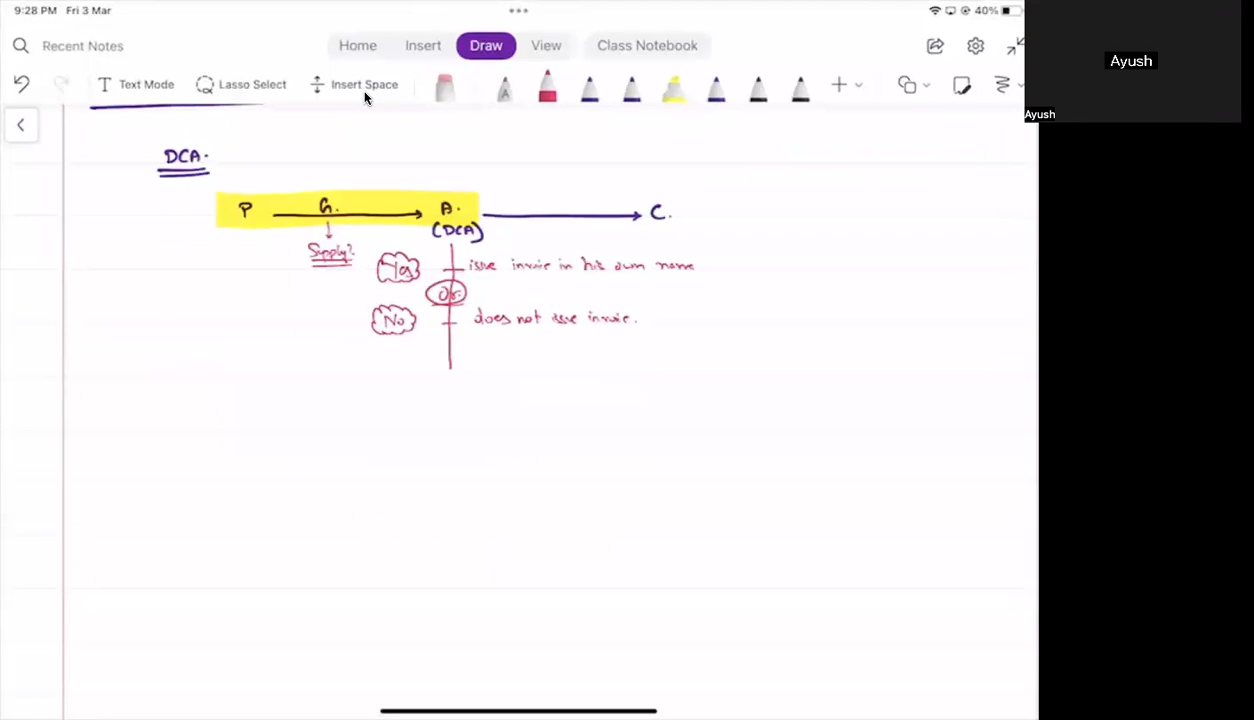 9:28 PM Fri 3 Mar
40%
Recent Notes
Home Insert Draw View Class Notebook
Text Mode Lasso Select Insert Space
Ayush
Ayush
DCA.
P G. A. C.
(DCA)
Supply?
Yes issue invoice in his own name
Or.
No does not issue invoice.